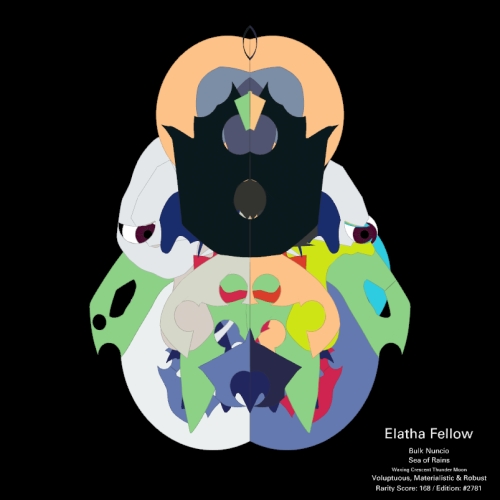 Elatha Fellow
Bulk Nuncio
Sea of Rains
Waxing Crescent Thunder Moon
Voluptuous, Materialistic & Robust
Rarity Score: 168 / Edition: #2781